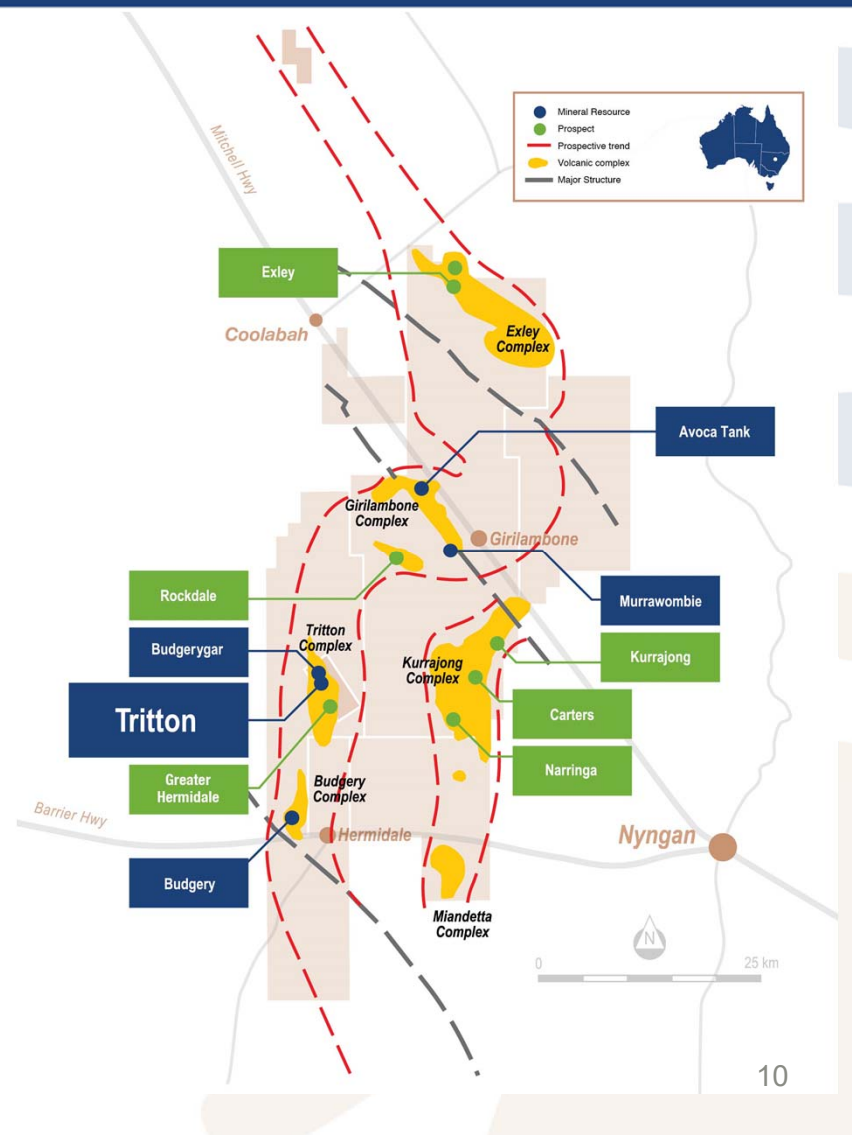 Mitchell Hwy
Mineral Resource
Prospect
Prospective trend
Volcanic complex
Major Structure
Exley
Coolabah
Exley
Complex
Avoca Tank
Girilambone
Complex
Girilambone
Rockdale
Murrawombie
Budgerygar
Tritton
Complex
Kurrajong
Kurrajong
Complex
Tritton
Carters
Narringa
Greater
Hermidale
Budgery
Complex
Barrier Hwy
Hermidale
Nyngan
Budgery
Miandetta
Complex
N
0
25 km
10